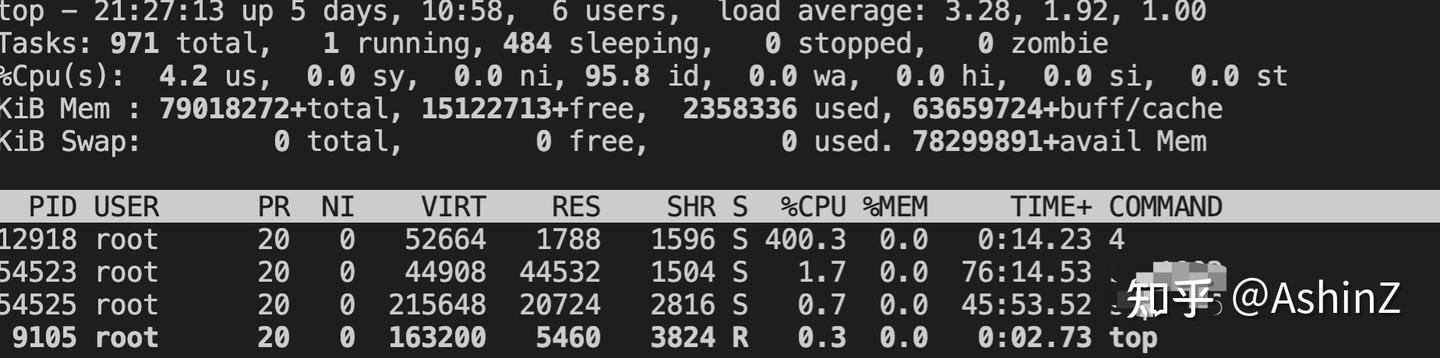 top - 21:27:13 up 5 days, 10:58,  6 users,  load average: 3.28, 1.92, 1.00
Tasks: 971 total,   1 running, 484 sleeping,   0 stopped,   0 zombie
%Cpu(s):  4.2 us,  0.0 sy,  0.0 ni, 95.8 id,  0.0 wa,  0.0 hi,  0.0 si,  0.0 st
KiB Mem : 79018272+total, 15122713+free,  2358336 used, 63659724+buff/cache
KiB Swap:        0 total,        0 free,        0 used. 78299891+avail Mem
PID USER      PR  NI    VIRT    RES    SHR S  %CPU %MEM     TIME+ COMMAND
12918 root      20   0   52664   1788   1596 S 400.3  0.0   0:14.23 4
54523 root      20   0   44908  44532   1504 S   1.7  0.0  76:14.53
54525 root      20   0  215648  20724   2816 S   0.7  0.0  45:53.52
9105 root      20   0  163200   5460   3824 R   0.3  0.0   0:02.73 top
知乎 @AshinZ